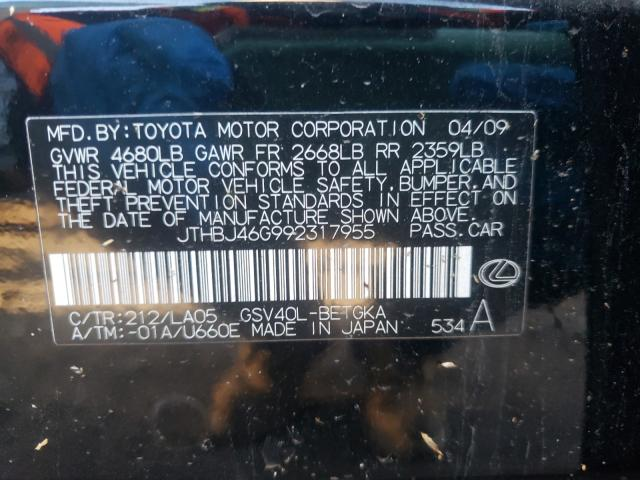 MFD. BY: TOYOTA MOTOR CORPORATION 04/09
GVWR 4680LB GAWR FR 2668LB RR 2359LB
THIS VEHICLE CONFORMS TO ALL APPLICABLE
FEDERAL MOTOR VEHICLE SAFETY, BUMPER, AND
THEFT PREVENTION STANDARDS IN EFFECT ON
THE DATE OF MANUFACTURE SHOWN ABOVE.
JTHBJ46G992317955 PASS. CAR
C/TR: 212/LA05 GSV40L-BETGKA
A/TM: -01A/U660E MADE IN JAPAN 534 A